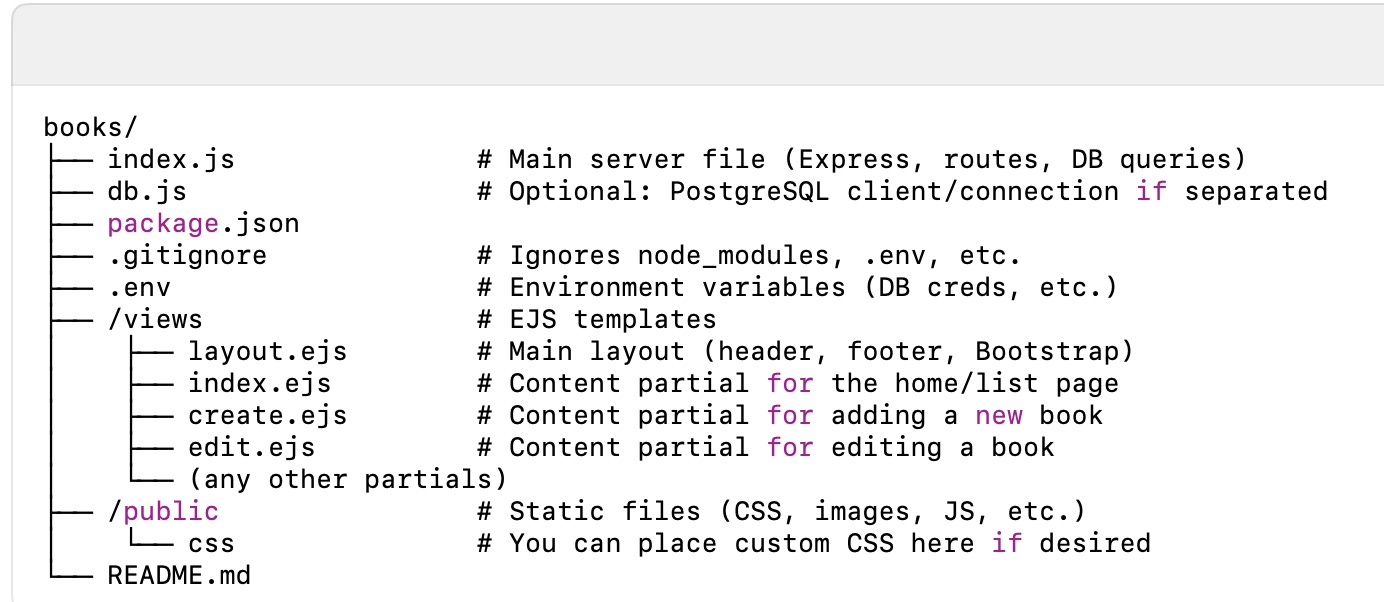 books/
├── index.js               # Main server file (Express, routes, DB queries)
├── db.js                  # Optional: PostgreSQL client/connection if separated
├── package.json
├── .gitignore             # Ignores node_modules, .env, etc.
├── .env                   # Environment variables (DB creds, etc.)
├── /views                 # EJS templates
│    ├── layout.ejs        # Main layout (header, footer, Bootstrap)
│    ├── index.ejs         # Content partial for the home/list page
│    ├── create.ejs        # Content partial for adding a new book
│    ├── edit.ejs          # Content partial for editing a book
│    └── (any other partials)
├── /public                # Static files (CSS, images, JS, etc.)
│    └── css               # You can place custom CSS here if desired
└── README.md